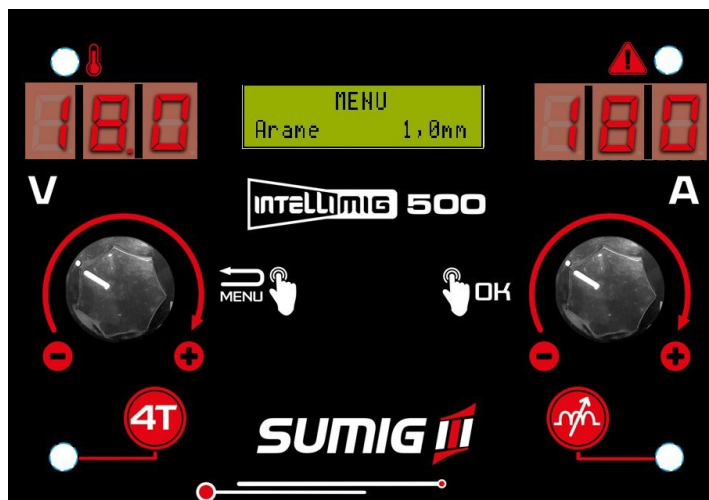 18.0
MENU
Arame 1,0mm
180
V
INTELLIMIG 500
A
MENU
OK
4T
SUMIG